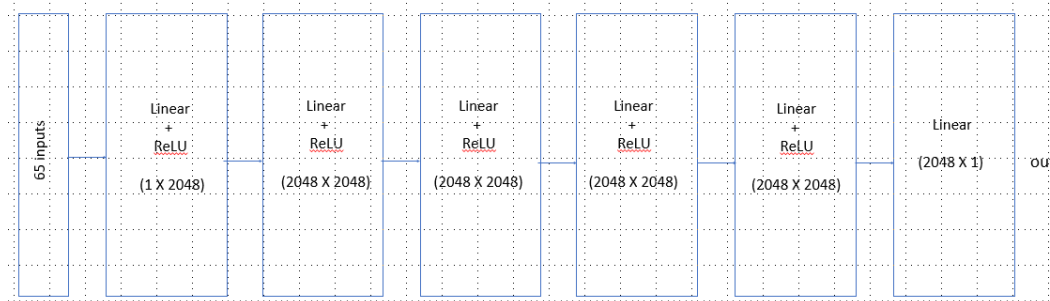 65 inputs
Linear
+
ReLU
(1 X 2048)
Linear
+
ReLU
(2048 X 2048)
Linear
+
ReLU
(2048 X 2048)
Linear
+
ReLU
(2048 X 2048)
Linear
+
ReLU
(2048 X 2048)
Linear
(2048 X 1)
ou